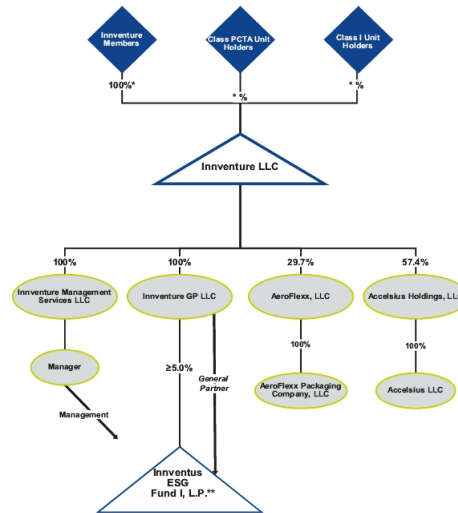 Innventure
Members
Class PCTA Unit
Holders
Class I Unit
Holders
100%*
* %
* %
Innventure LLC
100%
100%
29.7%
57.4%
Innventure Management
Services LLC
Innventure GP LLC
AeroFlexx, LLC
Accelsius Holdings, LL
Manager
≥5.0%
General
Partner
100%
100%
AeroFlexx Packaging
Company, LLC
Accelsius LLC
Management
Innventus
ESG
Fund I, L.P.**